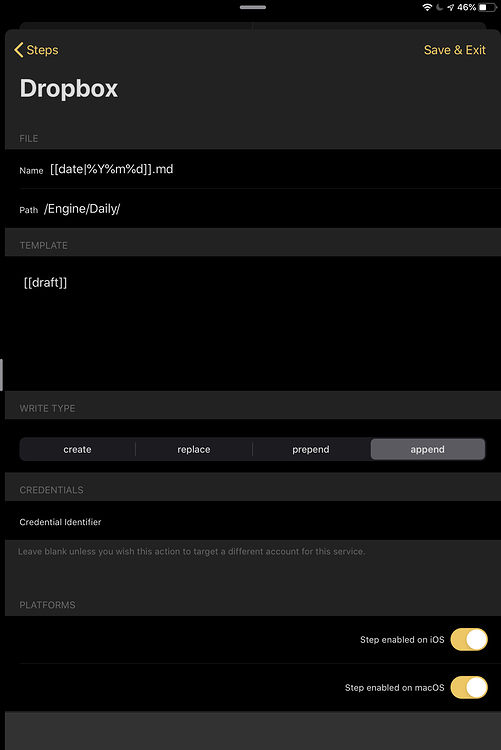 46%
Steps
Save & Exit
Dropbox
FILE
Name [[date|%Y%m%d]].md
Path /Engine/Daily/
TEMPLATE
[[draft]]
WRITE TYPE
create replace prepend append
CREDENTIALS
Credential Identifier
Leave blank unless you wish this action to target a different account for this service.
PLATFORMS
Step enabled on iOS
Step enabled on macOS